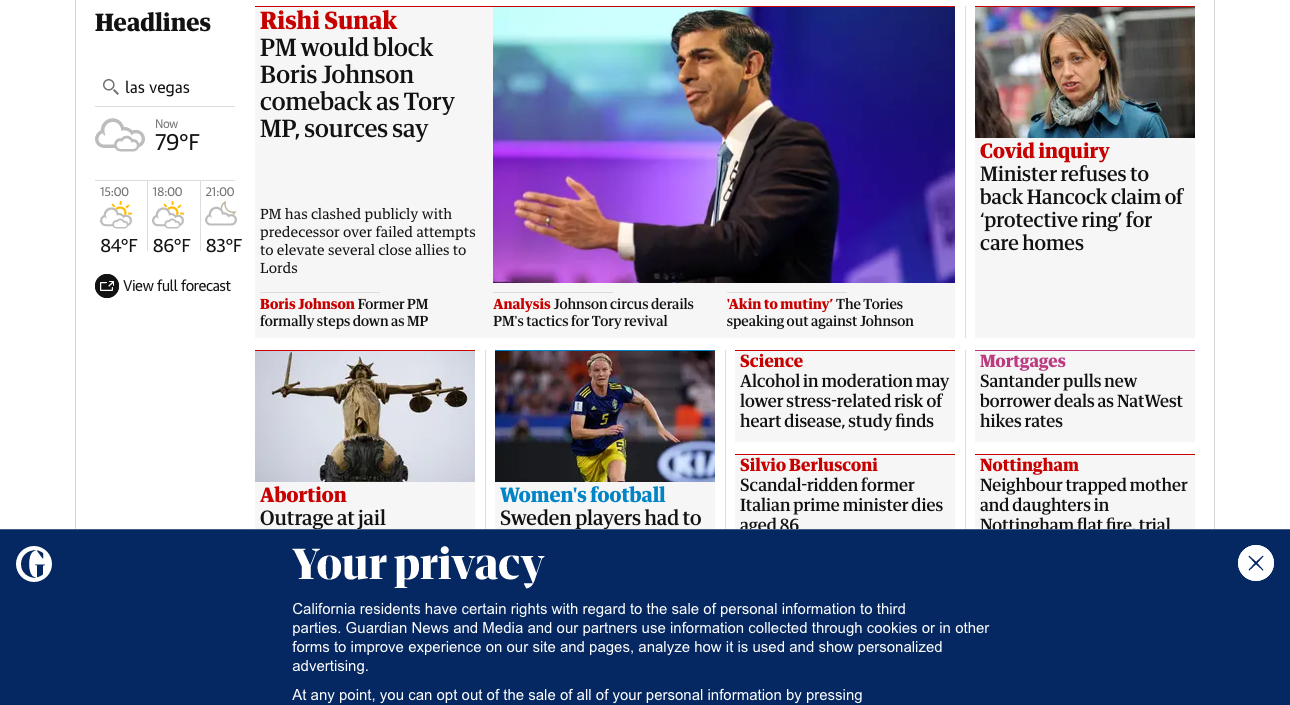 Headlines
las vegas
Now
79°F
15:00
18:00
21:00
84°F
86°F
83°F
View full forecast
Rishi Sunak
PM would block
Boris Johnson
comeback as Tory
MP, sources say
PM has clashed publicly with
predecessor over failed attempts
to elevate several close allies to
Lords
Boris Johnson Former PM
formally steps down as MP
Analysis Johnson circus derails
PM's tactics for Tory revival
'Akin to mutiny’ The Tories
speaking out against Johnson
Covid inquiry
Minister refuses to
back Hancock claim of
‘protective ring’ for
care homes
Abortion
Outrage at jail
5
5
KIA
Women's football
Sweden players had to
Science
Alcohol in moderation may
lower stress-related risk of
heart disease, study finds
Silvio Berlusconi
Scandal-ridden former
Italian prime minister dies
aged 86
Mortgages
Santander pulls new
borrower deals as NatWest
hikes rates
Nottingham
Neighbour trapped mother
and daughters in
Nottingham flat fire, trial
G
Your privacy
California residents have certain rights with regard to the sale of personal information to third
parties. Guardian News and Media and our partners use information collected through cookies or in other
forms to improve experience on our site and pages, analyze how it is used and show personalized
advertising.
At any point, you can opt out of the sale of all of your personal information by pressing